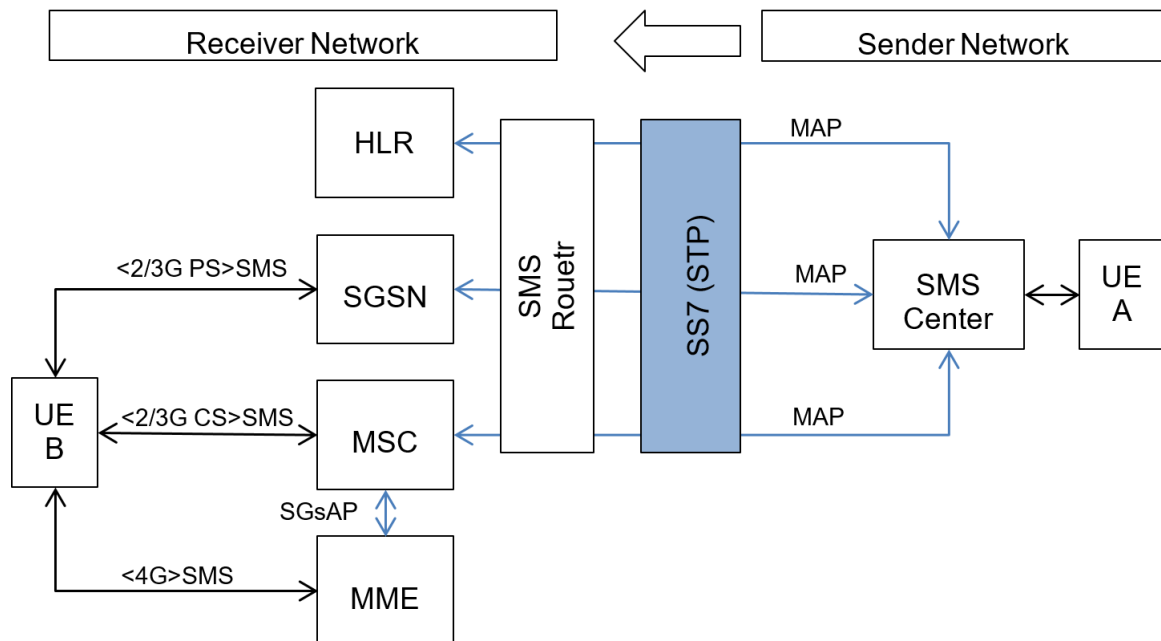 Receiver Network
Sender Network
HLR
MAP
SMS
Rouetr
SS7 (STP)
<2/3G PS>SMS
SGSN
MAP
SMS
Center
UE
A
UE
B
<2/3G CS>SMS
MSC
MAP
SGsAP
<4G>SMS
MME